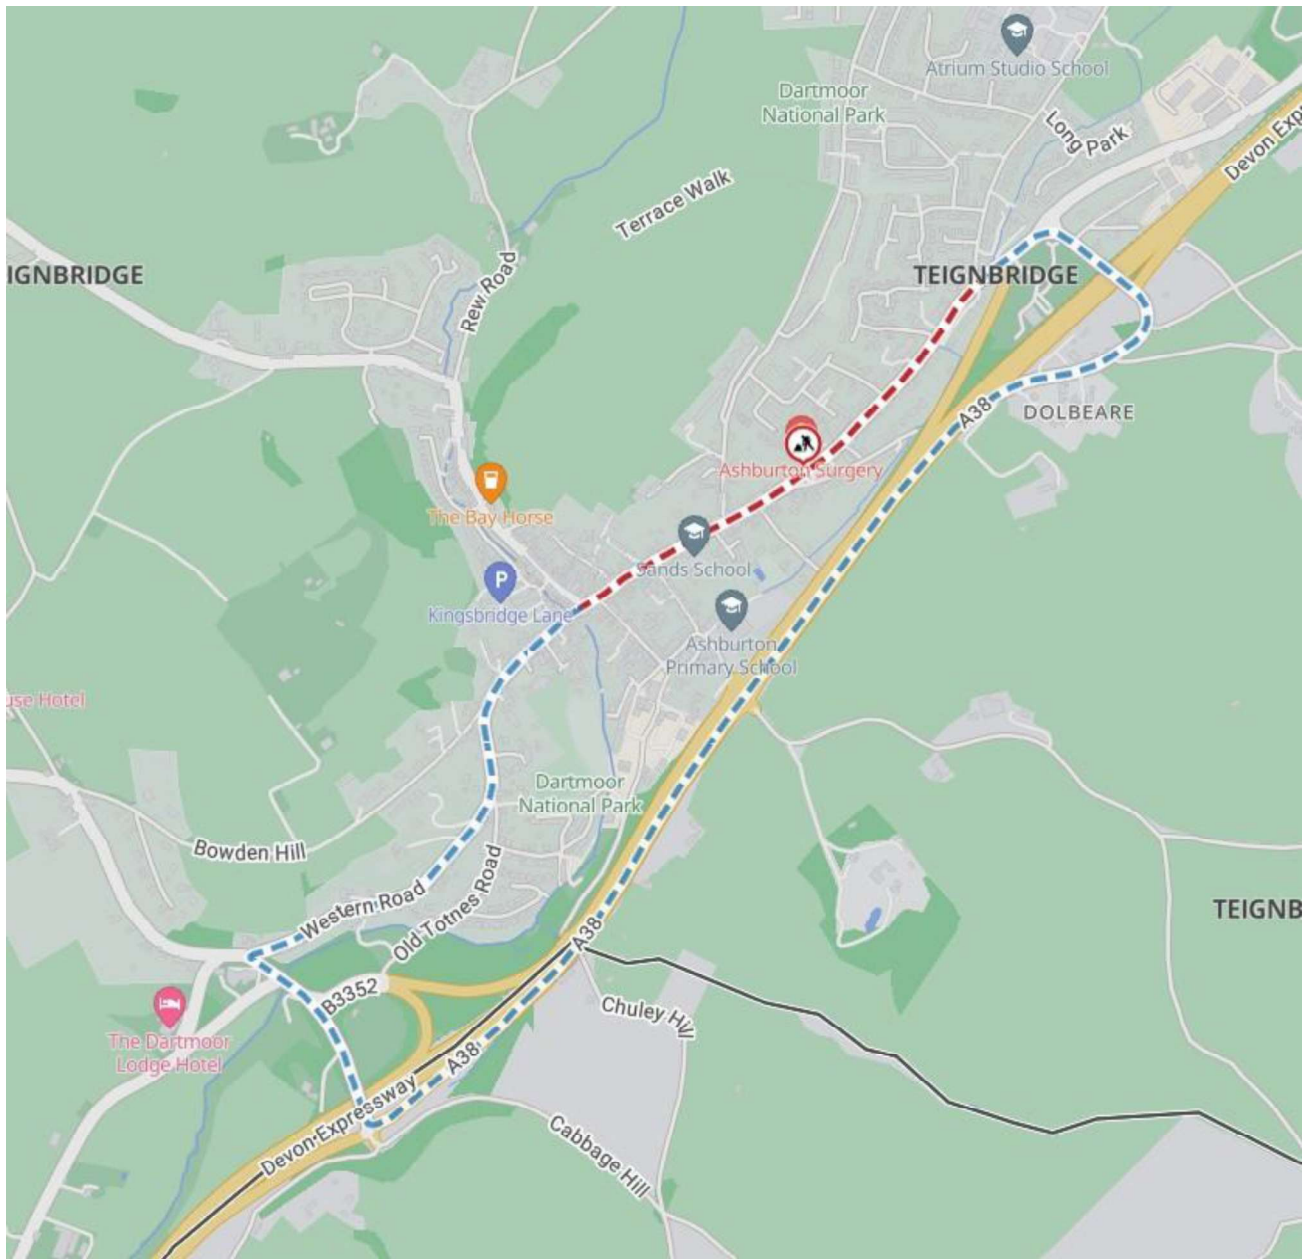 Atrium Studio School
Dartmoor
National Park
Long Park
Devon Exp
Terrace Walk
IGNBRIDGE
TEIGNBRIDGE
Rew Road
A38
DOLBEARE
Ashburton Surgery
The Bay Horse
Sands School
P
Kingsbridge Lane
Ashburton
Primary School
use Hotel
Dartmoor
National Park
Bowden Hill
Western Road
Old Totnes Road
TEIGNB
A38
B3352
Chuley Hill
The Dartmoor
Lodge Hotel
A38
Devon Expressway
Cabbage Hill